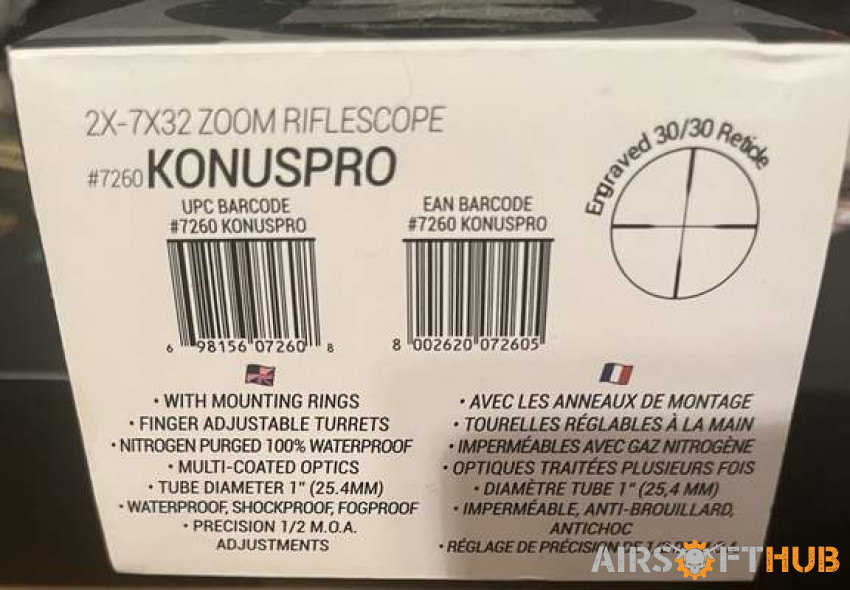 2X-7X32 ZOOM RIFLESCOPE
#7260 KONUSPRO
Engraved 30/30 Reticle
UPC BARCODE
#7260 KONUSPRO
6 98156 07260 8
EAN BARCODE
#7260 KONUSPRO
8 002620 072605
• WITH MOUNTING RINGS
• FINGER ADJUSTABLE TURRETS
• NITROGEN PURGED 100% WATERPROOF
• MULTI-COATED OPTICS
• TUBE DIAMETER 1" (25.4MM)
• WATERPROOF, SHOCKPROOF, FOGPROOF
• PRECISION 1/2 M.O.A.
ADJUSTMENTS
• AVEC LES ANNEAUX DE MONTAGE
• TOURELLES RÉGLABLES À LA MAIN
• IMPERMÉABLES AVEC GAZ NITROGÈNE
• OPTIQUES TRAITÉES PLUSIEURS FOIS
• DIAMÈTRE TUBE 1" (25,4 MM)
• IMPERMÉABLE, ANTI-BROUILLARD,
ANTICHOC
• RÉGLAGE DE PRÉCISION DE
AIRSOFTHUB